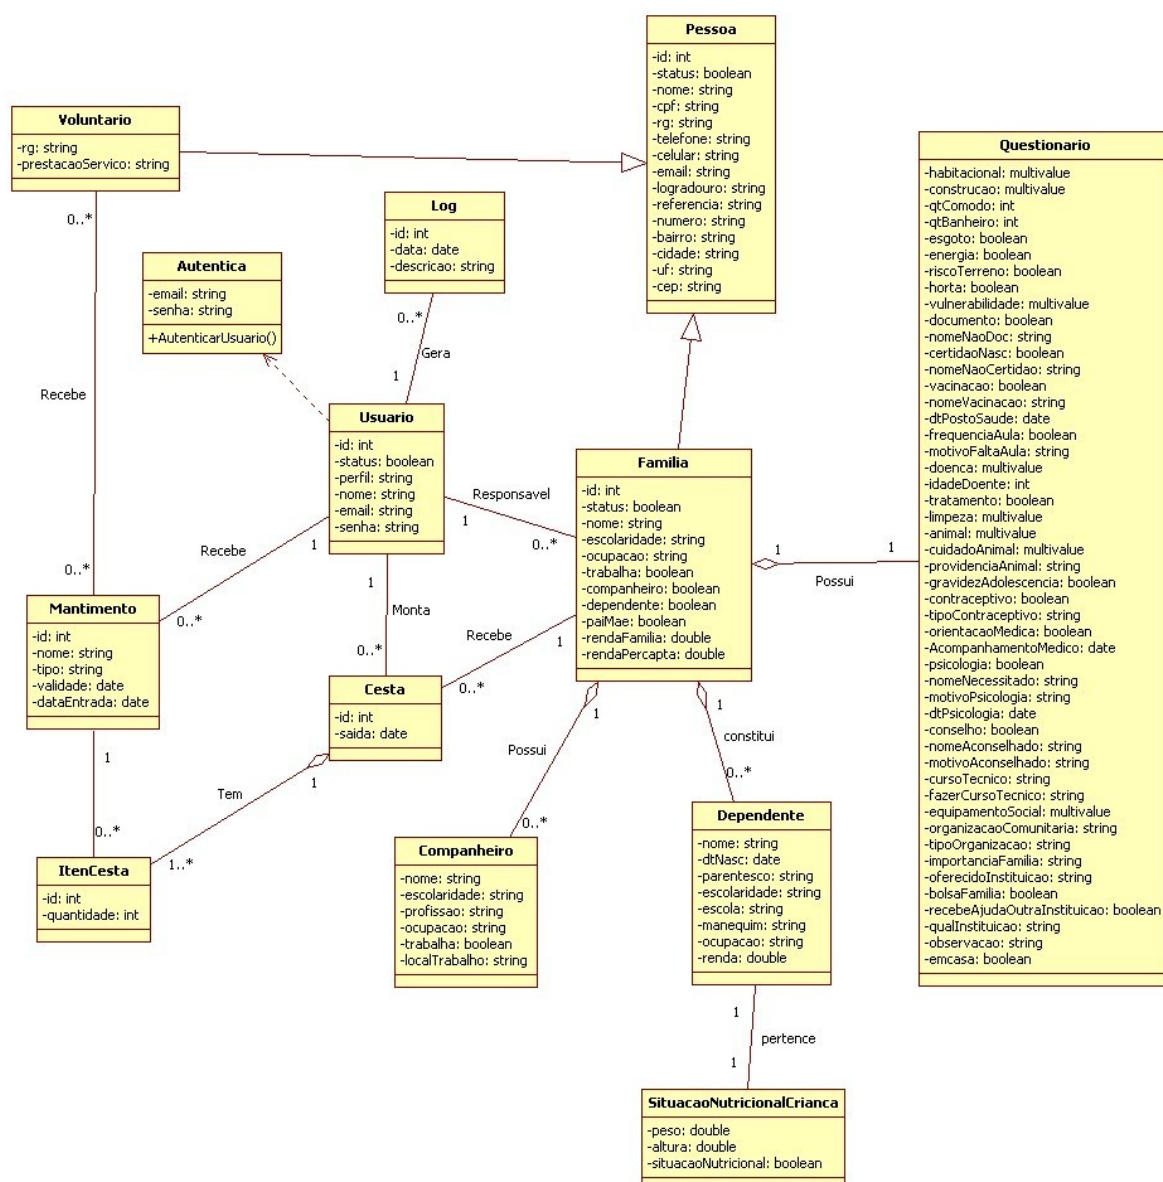 Pessoa
-id: int
-status: boolean
-nome: string
-cpf: string
-rg: string
-telefone: string
-celular: string
-email: string
-logradouro: string
-referencia: string
-numero: string
-bairro: string
-cidade: string
-uf: string
-cep: string
Voluntario
-rg: string
-prestacaoServico: string
0..*
Recebe
0..*
Log
-id: int
-data: date
-descricao: string
0..*
Gera
1
Autentica
-email: string
-senha: string
+AutenticarUsuario()
Usuario
-id: int
-status: boolean
-perfil: string
-nome: string
-email: string
-senha: string
1
Responsavel
0..*
1
Recebe
0..*
1
Monta
0..*
Familia
-id: int
-status: boolean
-nome: string
-escolaridade: string
-ocupacao: string
-trabalha: boolean
-companheiro: boolean
-dependente: boolean
-paiMae: boolean
-rendaFamilia: double
-rendaPercapta: double
1
Possui
1
1
Recebe
0..*
Questionario
-habitacional: multivalue
-construcao: multivalue
-qtComodo: int
-qtBanheiro: int
-esgoto: boolean
-energia: boolean
-riscoTerreno: boolean
-horta: boolean
-vulnerabilidade: multivalue
-documento: boolean
-nomeNaoDoc: string
-certidaoNasc: boolean
-nomeNaoCertidao: string
-vacinacao: boolean
-nomeVacinacao: string
-dtPostoSaude: date
-frequenciaAula: boolean
-motivoFaltaAula: string
-doenca: multivalue
-idadeDoente: int
-tratamento: boolean
-limpeza: multivalue
-animal: multivalue
-cuidadoAnimal: multivalue
-providenciaAnimal: string
-gravidezAdolescencia: boolean
-contraceptivo: boolean
-tipoContraceptivo: string
-orientacaoMedica: boolean
-AcompanhamentoMedico: date
-psicologia: boolean
-nomeNecessitado: string
-motivoPsicologia: string
-dtPsicologia: date
-conselho: boolean
-nomeAconselhado: string
-motivoAconselhado: string
-cursoTecnico: string
-fazerCursoTecnico: string
-equipamentoSocial: multivalue
-organizacaoComunitaria: string
-tipoOrganizacao: string
-importanciaFamilia: string
-oferecidoInstituicao: string
-bolsaFamilia: boolean
-recebeAjudaOutraInstituicao: boolean
-qualInstituicao: string
-observacao: string
-emcasa: boolean
Mantimento
-id: int
-nome: string
-tipo: string
-validade: date
-dataEntrada: date
1
0..*
Cesta
-id: int
-saida: date
1
Tem
1..*
ItenCesta
-id: int
-quantidade: int
1
Possui
0..*
1
constitui
0..*
Companheiro
-nome: string
-escolaridade: string
-profissao: string
-ocupacao: string
-trabalha: boolean
-localTrabalho: string
Dependente
-nome: string
-dtNasc: date
-parentesco: string
-escolaridade: string
-escola: string
-manequim: string
-ocupacao: string
-renda: double
1
pertence
1
SituacaoNutricionalCrianca
-peso: double
-altura: double
-situacaoNutricional: boolean